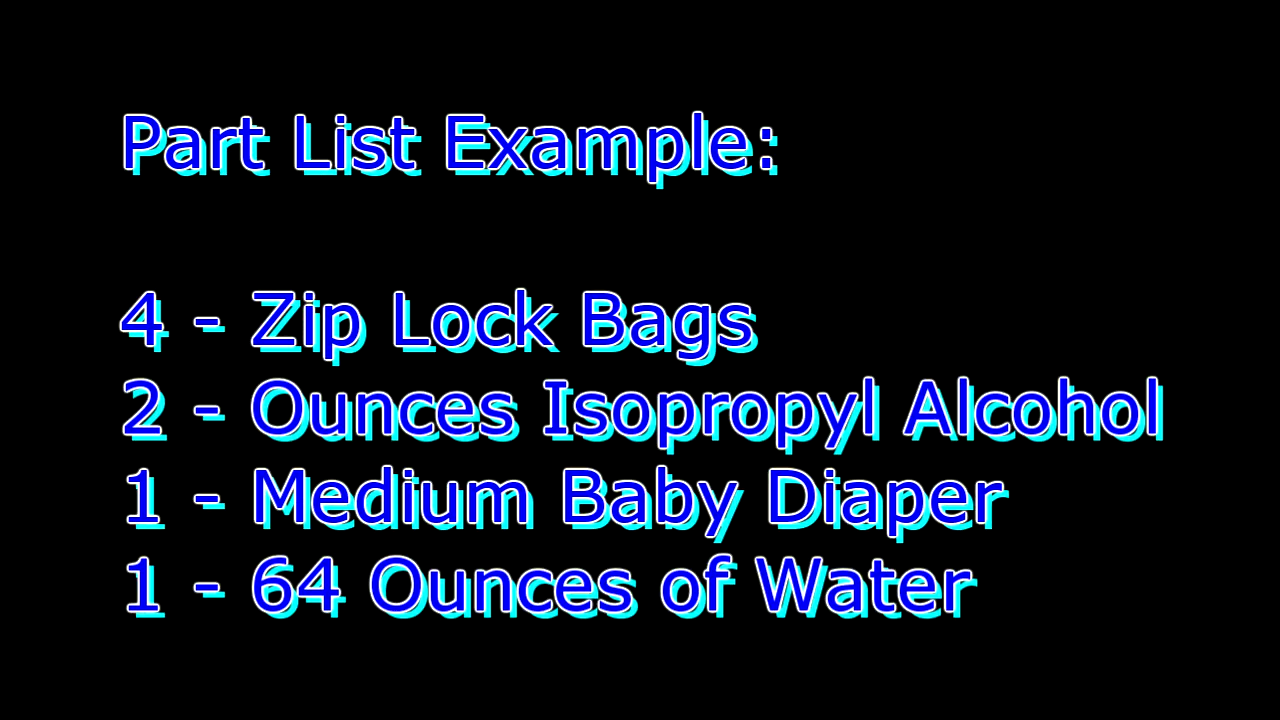 Part List Example:
4 - Zip Lock Bags
2 - Ounces Isopropyl Alcohol
1 - Medium Baby Diaper
1 - 64 Ounces of Water